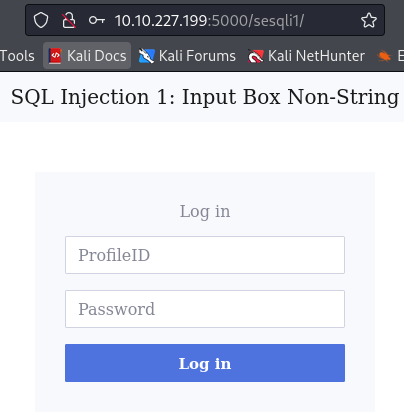 10.10.227.199:5000/sesqli1/
Tools Kali Docs Kali Forums Kali NetHunter E
SQL Injection 1: Input Box Non-String
Log in
ProfileID
Password
Log in